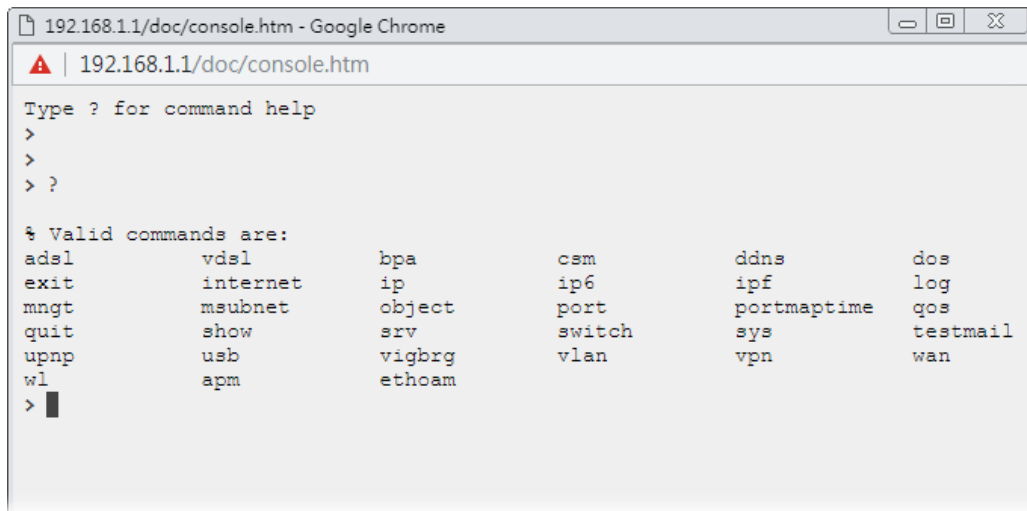 192.168.1.1/doc/console.htm - Google Chrome
192.168.1.1/doc/console.htm
Type ? for command help
>
>
> ?
% Valid commands are:
adsl vdsl bpa csm ddns dos
exit internet ip ip6 ipf log
mngt msubnet object port portmaptime qos
quit show srv switch sys testmail
upnp usb vigbrg vlan vpn wan
wl apm ethoam
>